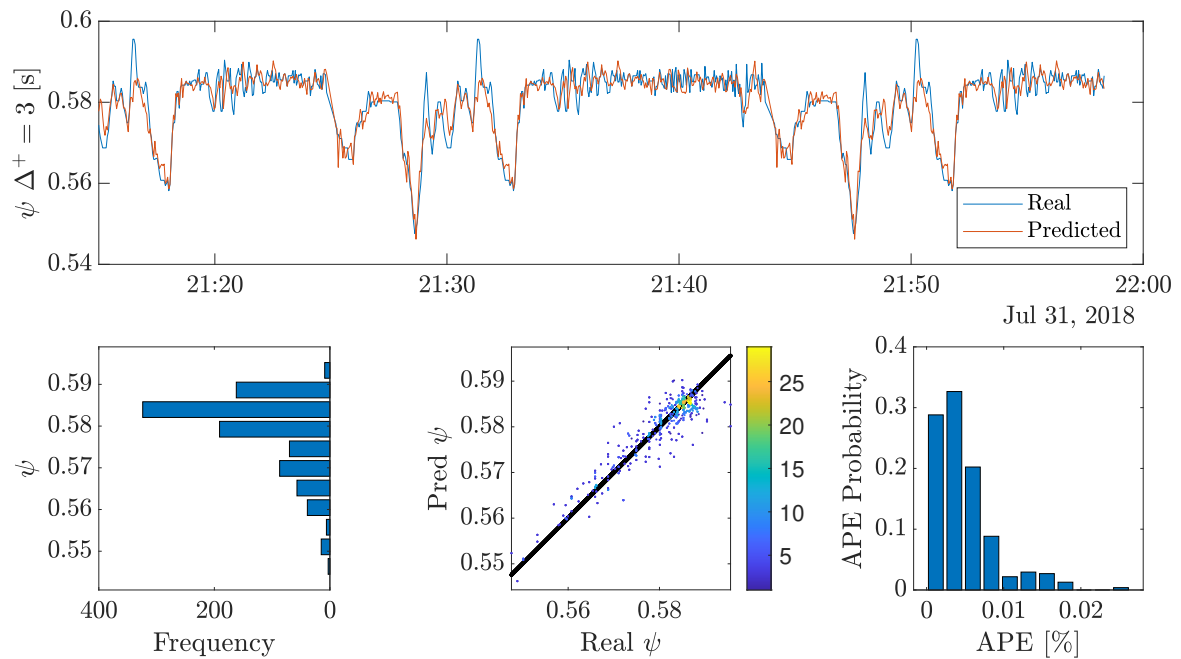 0.6
0.58
0.56
0.54
ψ Δ⁺ = 3 [s]
Real
Predicted
21:20 21:30 21:40 21:50 22:00
Jul 31, 2018
0.59
0.58
0.57
0.56
0.55
ψ
400 200 0
Frequency
0.59
0.58
0.57
0.56
0.55
Pred ψ
0.56 0.58
Real ψ
25
20
15
10
5
0.4
0.3
0.2
0.1
0
APE Probability
0 0.01 0.02
APE [%]